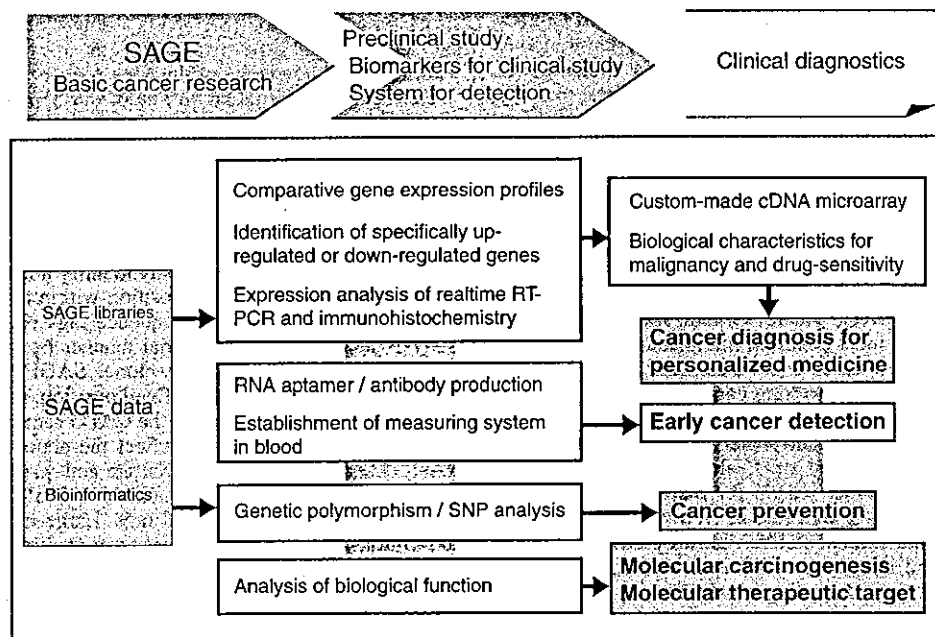 SAGE
Basic cancer research
Preclinical study
Biomarkers for clinical study
System for detection
Clinical diagnostics
SAGE libraries
SAGE data
Bioinformatics
Comparative gene expression profiles
Identification of specifically up-
regulated or down-regulated genes
Expression analysis of realtime RT-
PCR and immunohistochemistry
RNA aptamer / antibody production
Establishment of measuring system
in blood
Genetic polymorphism / SNP analysis
Analysis of biological function
Custom-made cDNA microarray
Biological characteristics for
malignancy and drug-sensitivity
Cancer diagnosis for
personalized medicine
Early cancer detection
Cancer prevention
Molecular carcinogenesis
Molecular therapeutic target